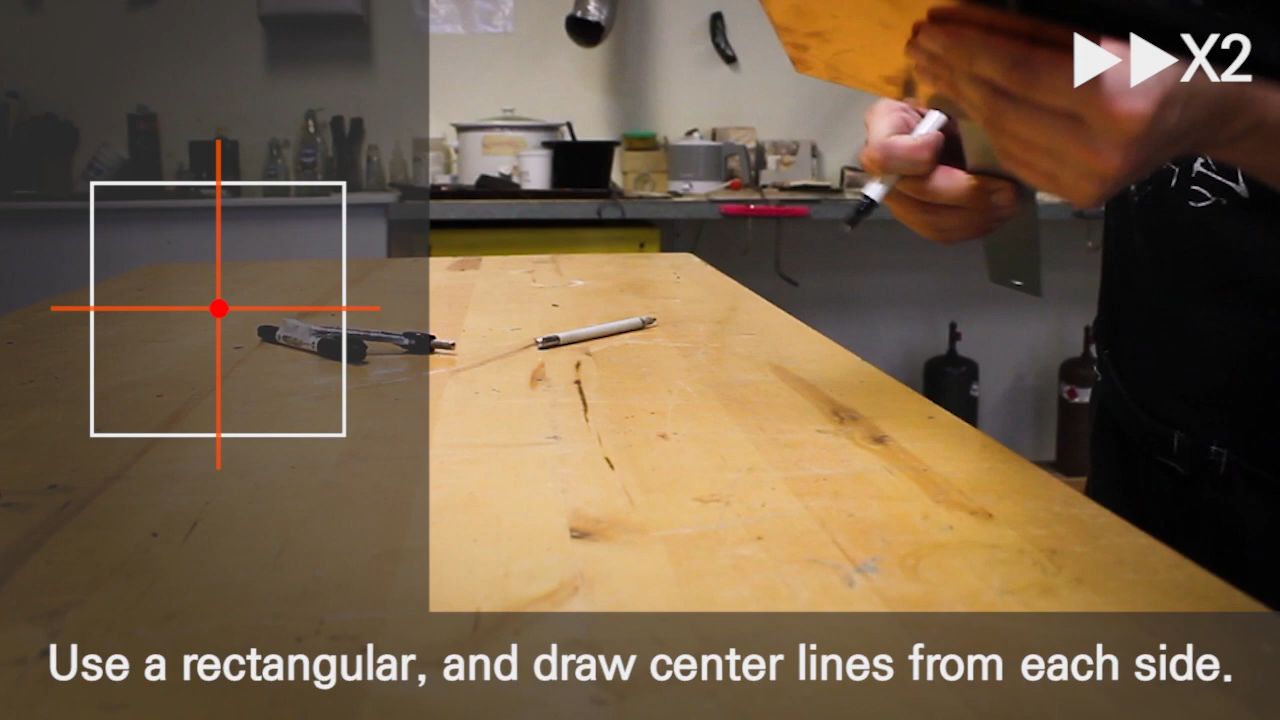 X2
Use a rectangular, and draw center lines from each side.